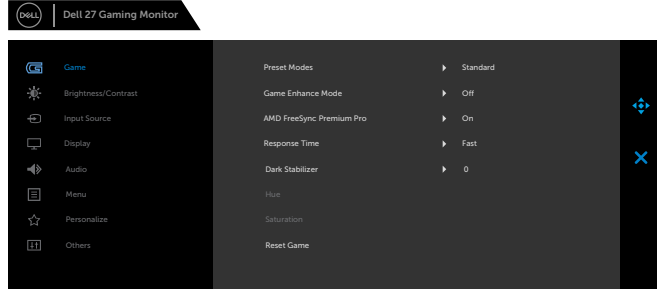 DELL Dell 27 Gaming Monitor
Game Preset Modes Standard
Brightness/Contrast Game Enhance Mode Off
Input Source AMD FreeSync Premium Pro On
Display Response Time Fast
Audio Dark Stabilizer 0
Menu Hue
Personalize Saturation
Others Reset Game